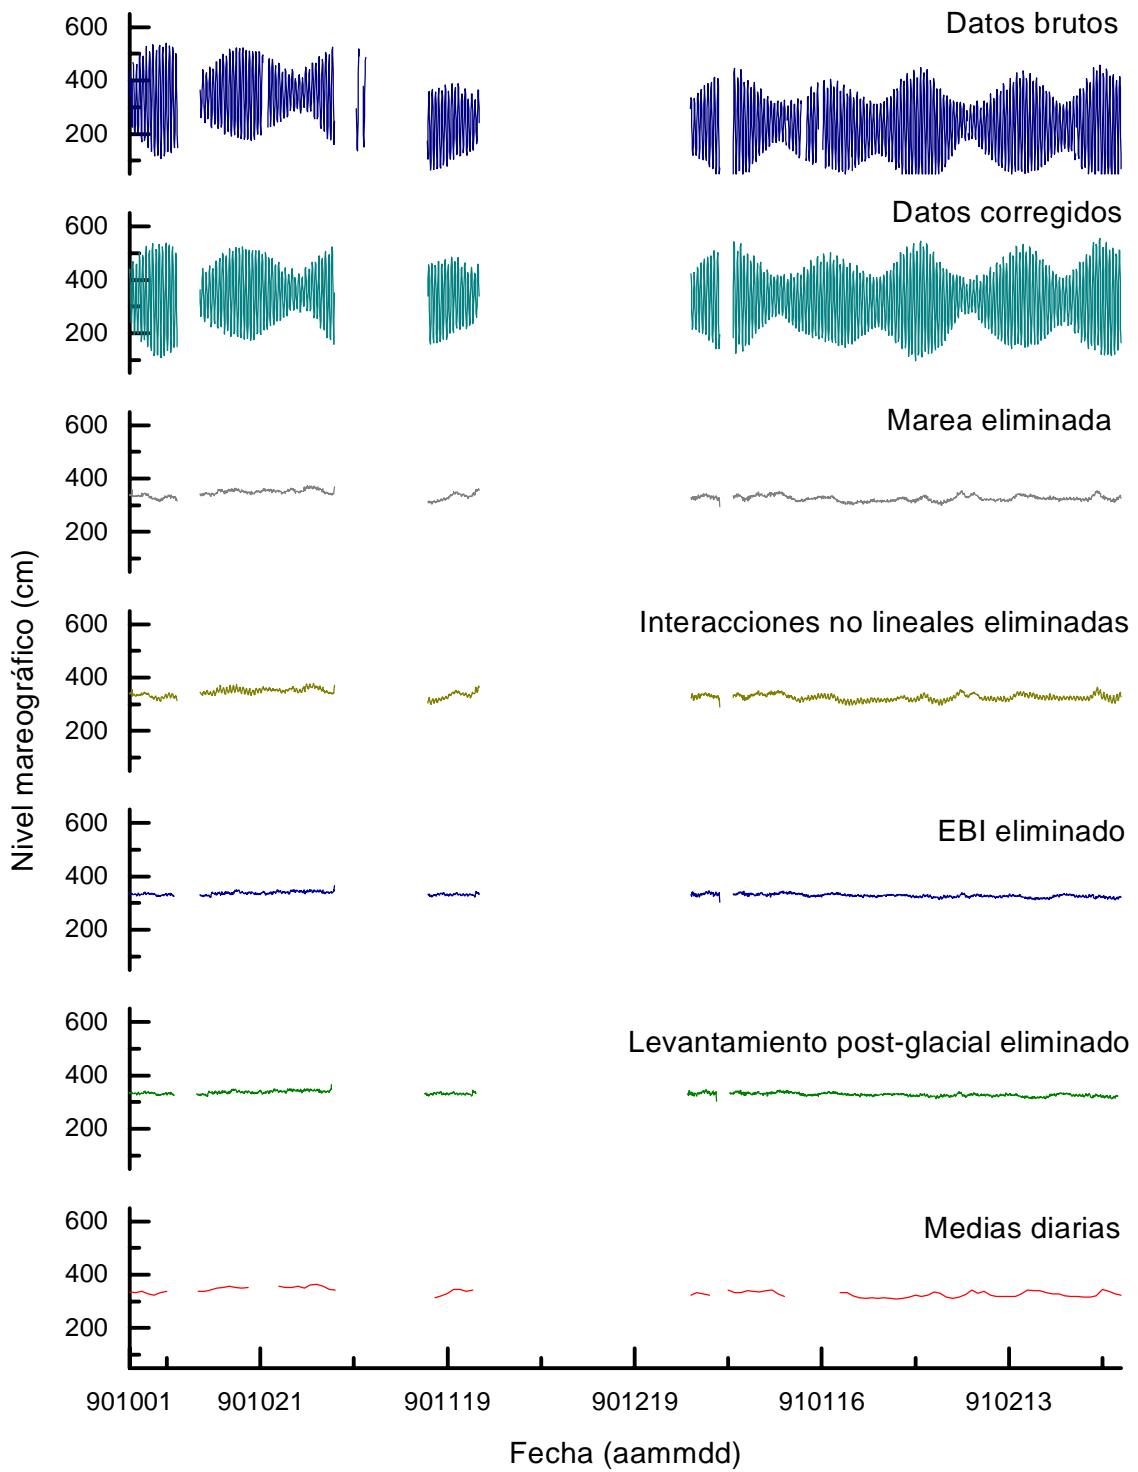 Datos brutos
600
400
200
Datos corregidos
600
400
200
Marea eliminada
600
400
200
Interacciones no lineales eliminadas
600
400
200
EBI eliminado
600
400
200
Levantamiento post-glacial eliminado
600
400
200
Medias diarias
600
400
200
Nivel mareográfico (cm)
901001 901021 901119 901219 910116 910213
Fecha (aammdd)